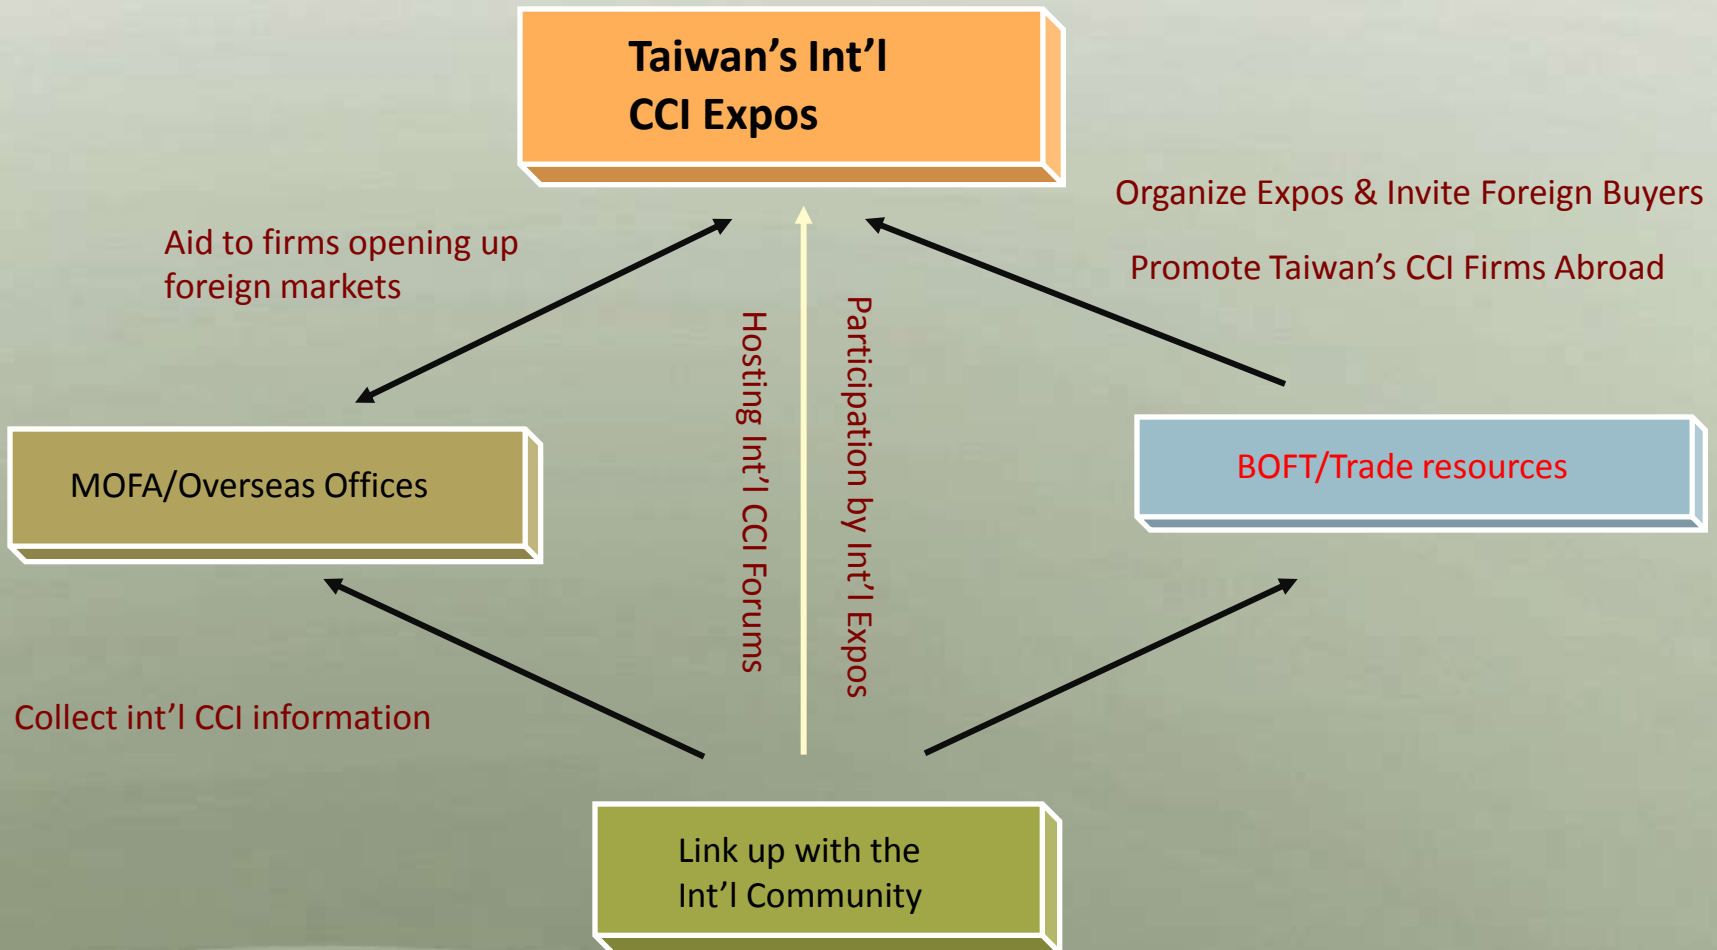 Taiwan’s Int’l
CCI Expos
Organize Expos & Invite Foreign Buyers
Promote Taiwan’s CCI Firms Abroad
Aid to firms opening up
foreign markets
Hosting Int’l CCI Forums
Participation by Int’l Expos
MOFA/Overseas Offices
BOFT/Trade resources
Collect int’l CCI information
Link up with the
Int’l Community